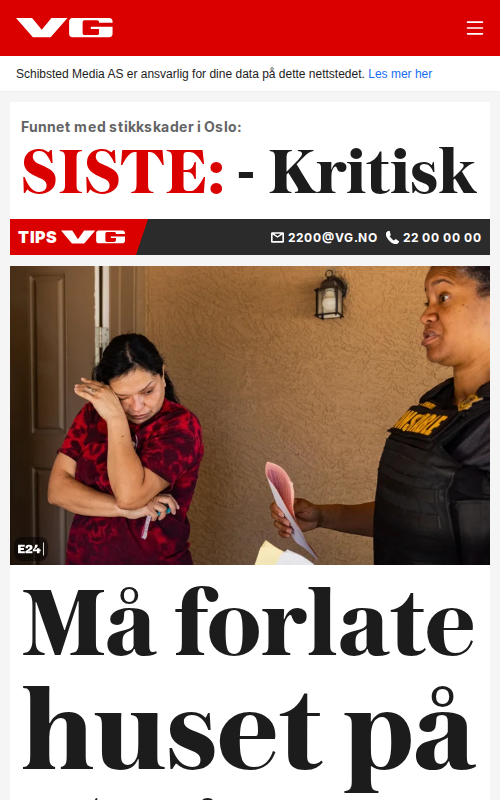 VG
Schibsted Media AS er ansvarlig for dine data på dette nettstedet. Les mer her
Funnet med stikkskader i Oslo:
SISTE: - Kritisk
TIPS VG 2200@VG.NO 22 00 00 00
E24
Må forlate
huset på